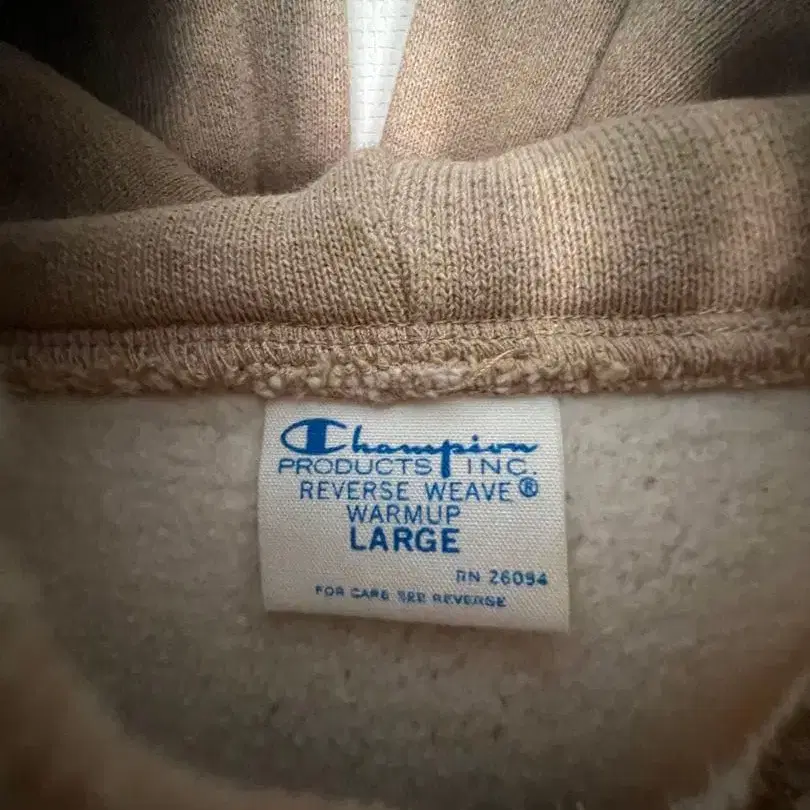 Champion
PRODUCTS INC.
REVERSE WEAVE®
WARMUP
LARGE
RN 26094
FOR CARE SEE REVERSE